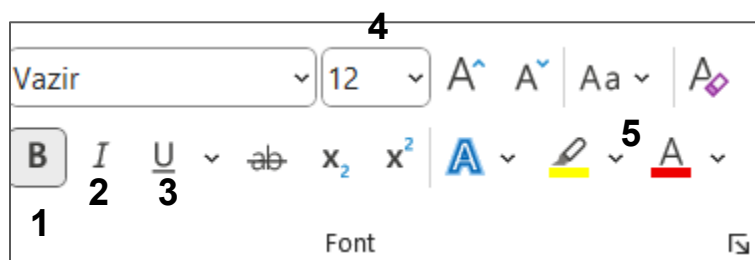 4
Vazir 12 A A Aa A
B I U ab x2 x2 A A
5
1 2 3
Font